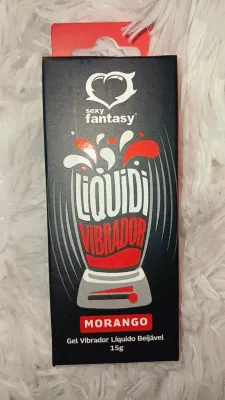 sexy
fantasy®
LiQUiDi
VIBRADOR
MORANGO
Gel Vibrador Líquido Beijável
15g